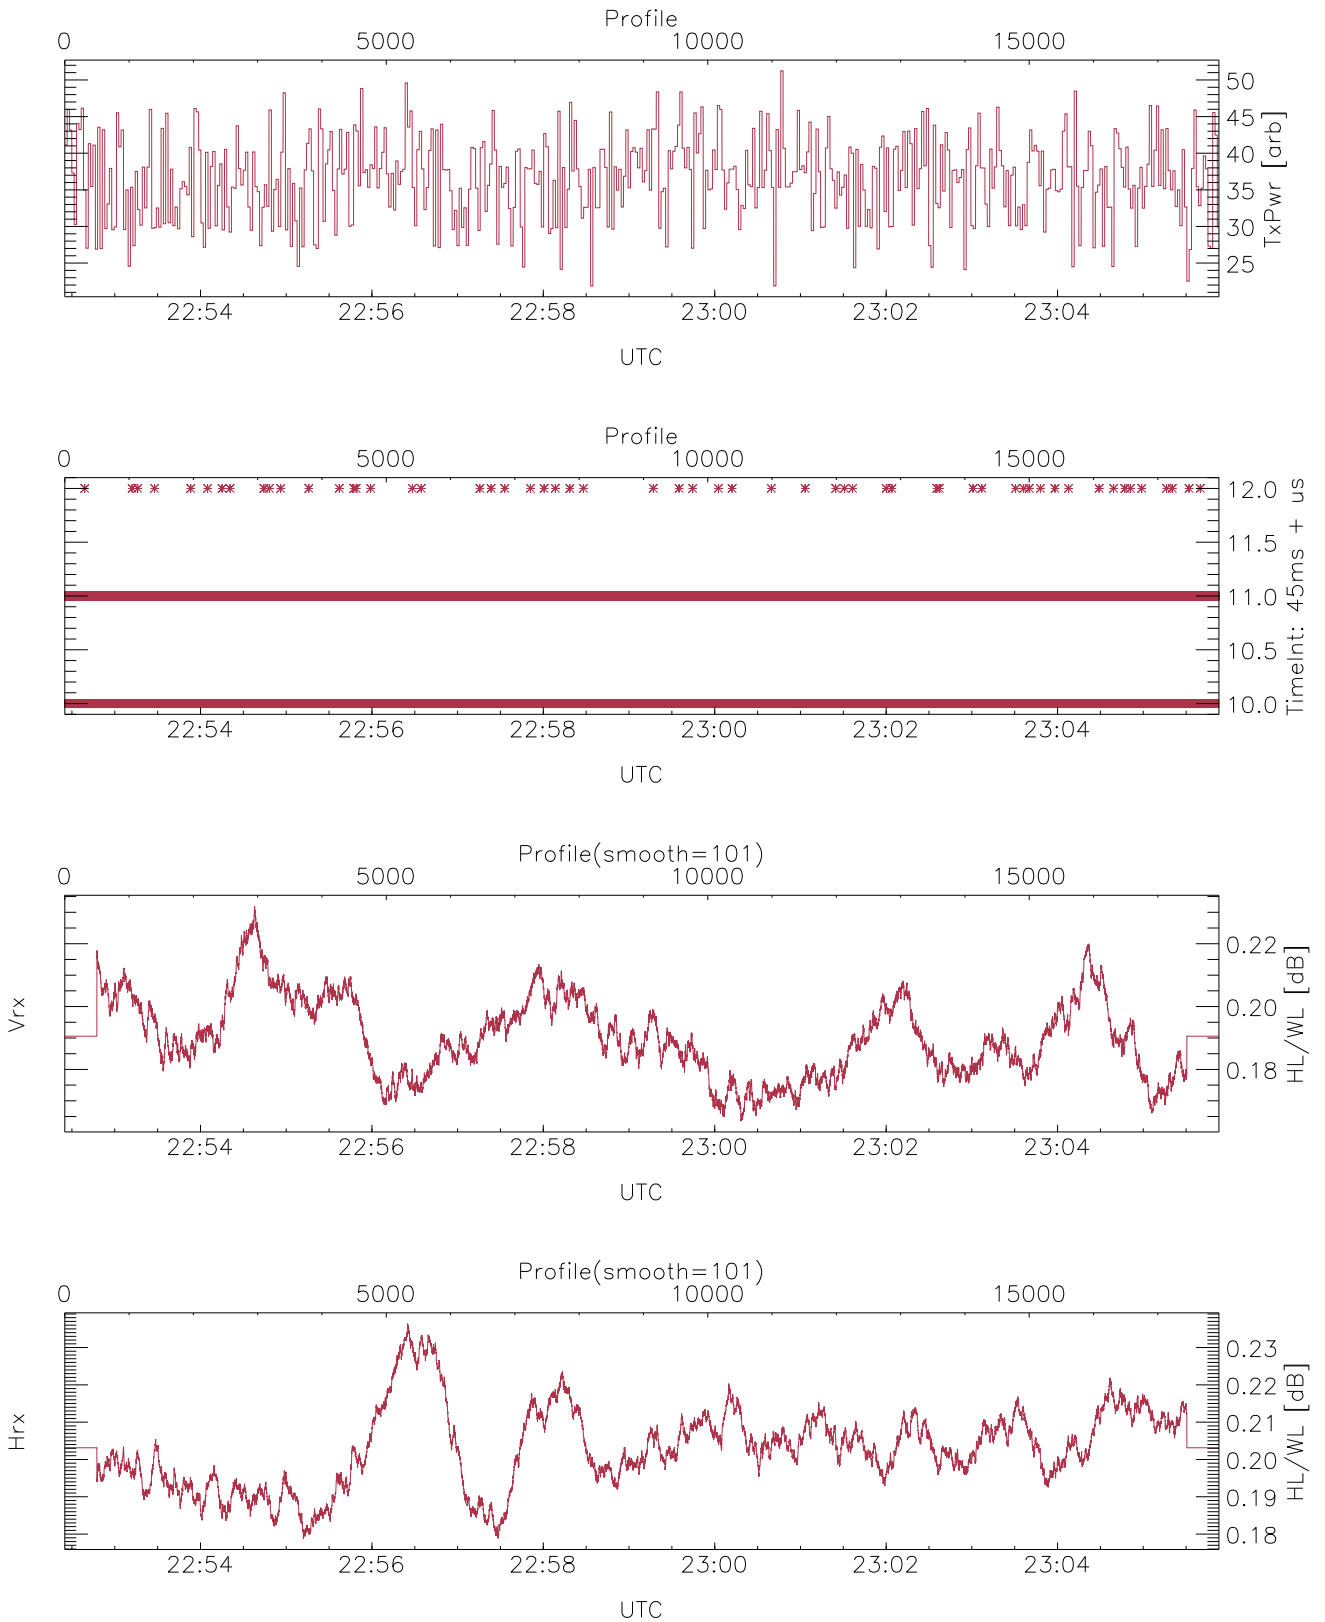 Profile
0 5000 10000 15000
50
45
40
35
30
25
TxPwr [arb]
22:54 22:56 22:58 23:00 23:02 23:04
UTC
Profile
0 5000 10000 15000
12.0
11.5
11.0
10.5
10.0
TimeInt: 45ms + us
22:54 22:56 22:58 23:00 23:02 23:04
UTC
Profile(smooth=101)
0 5000 10000 15000
Vrx
0.22
0.20
0.18
HL/WL [dB]
22:54 22:56 22:58 23:00 23:02 23:04
UTC
Profile(smooth=101)
0 5000 10000 15000
Hrx
0.23
0.22
0.21
0.20
0.19
0.18
HL/WL [dB]
22:54 22:56 22:58 23:00 23:02 23:04
UTC